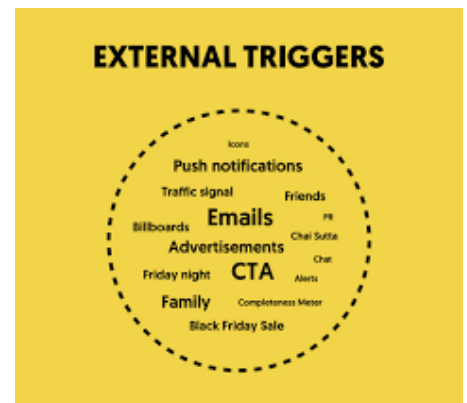 EXTERNAL TRIGGERS
Icons
Push notifications
Traffic signal
Friends
Emails
PR
Billboards
Chai Sutta
Advertisements
Chat
Friday night
CTA
Alerts
Family
Completeness Meter
Black Friday Sale